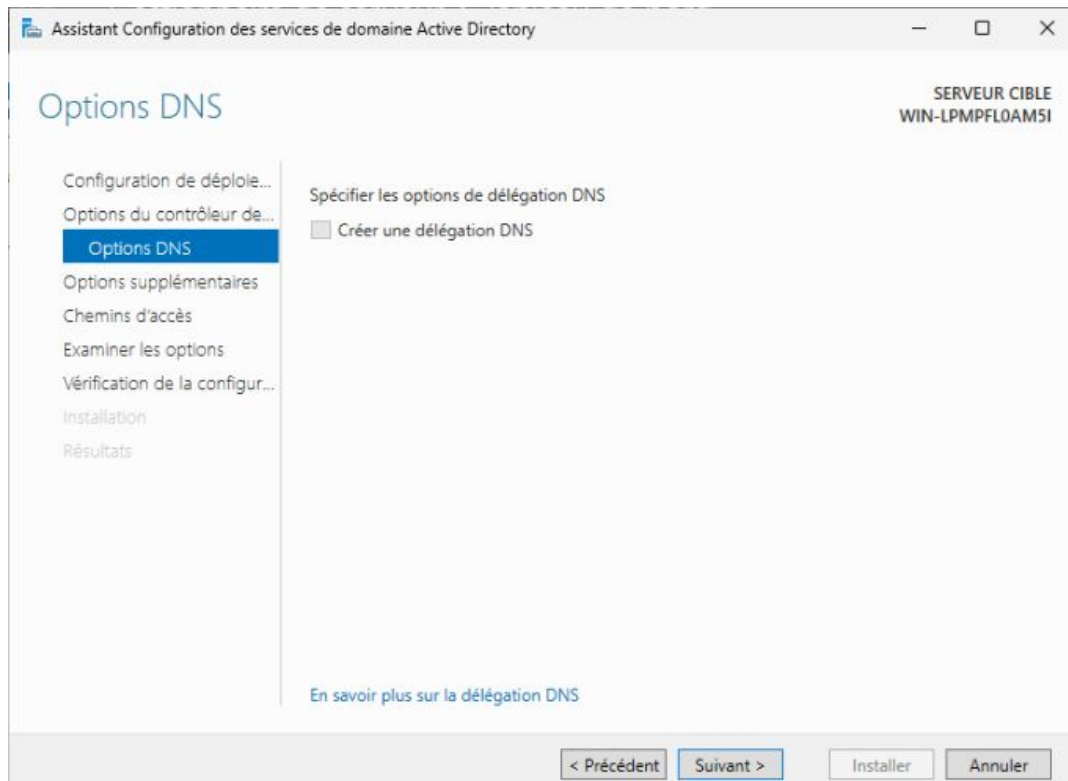 Assistant Configuration des services de domaine Active Directory
Options DNS
SERVEUR CIBLE
WIN-LPMPFL0AM5I
Configuration de déploie...
Options du contrôleur de...
Options DNS
Options supplémentaires
Chemins d'accès
Examiner les options
Vérification de la configur...
Installation
Résultats
Spécifier les options de délégation DNS
Créer une délégation DNS
En savoir plus sur la délégation DNS
< Précédent
Suivant >
Installer
Annuler